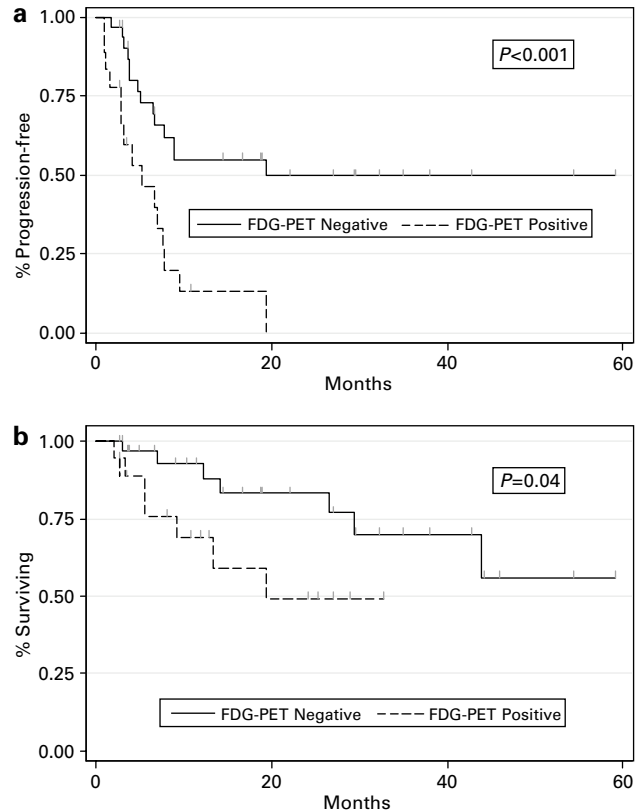 a
% Progression-free
1.00
0.75
0.50
0.25
0.00
P<0.001
FDG-PET Negative FDG-PET Positive
0 20 40 60
Months
b
% Surviving
1.00
0.75
0.50
0.25
0.00
P=0.04
FDG-PET Negative FDG-PET Positive
0 20 40 60
Months